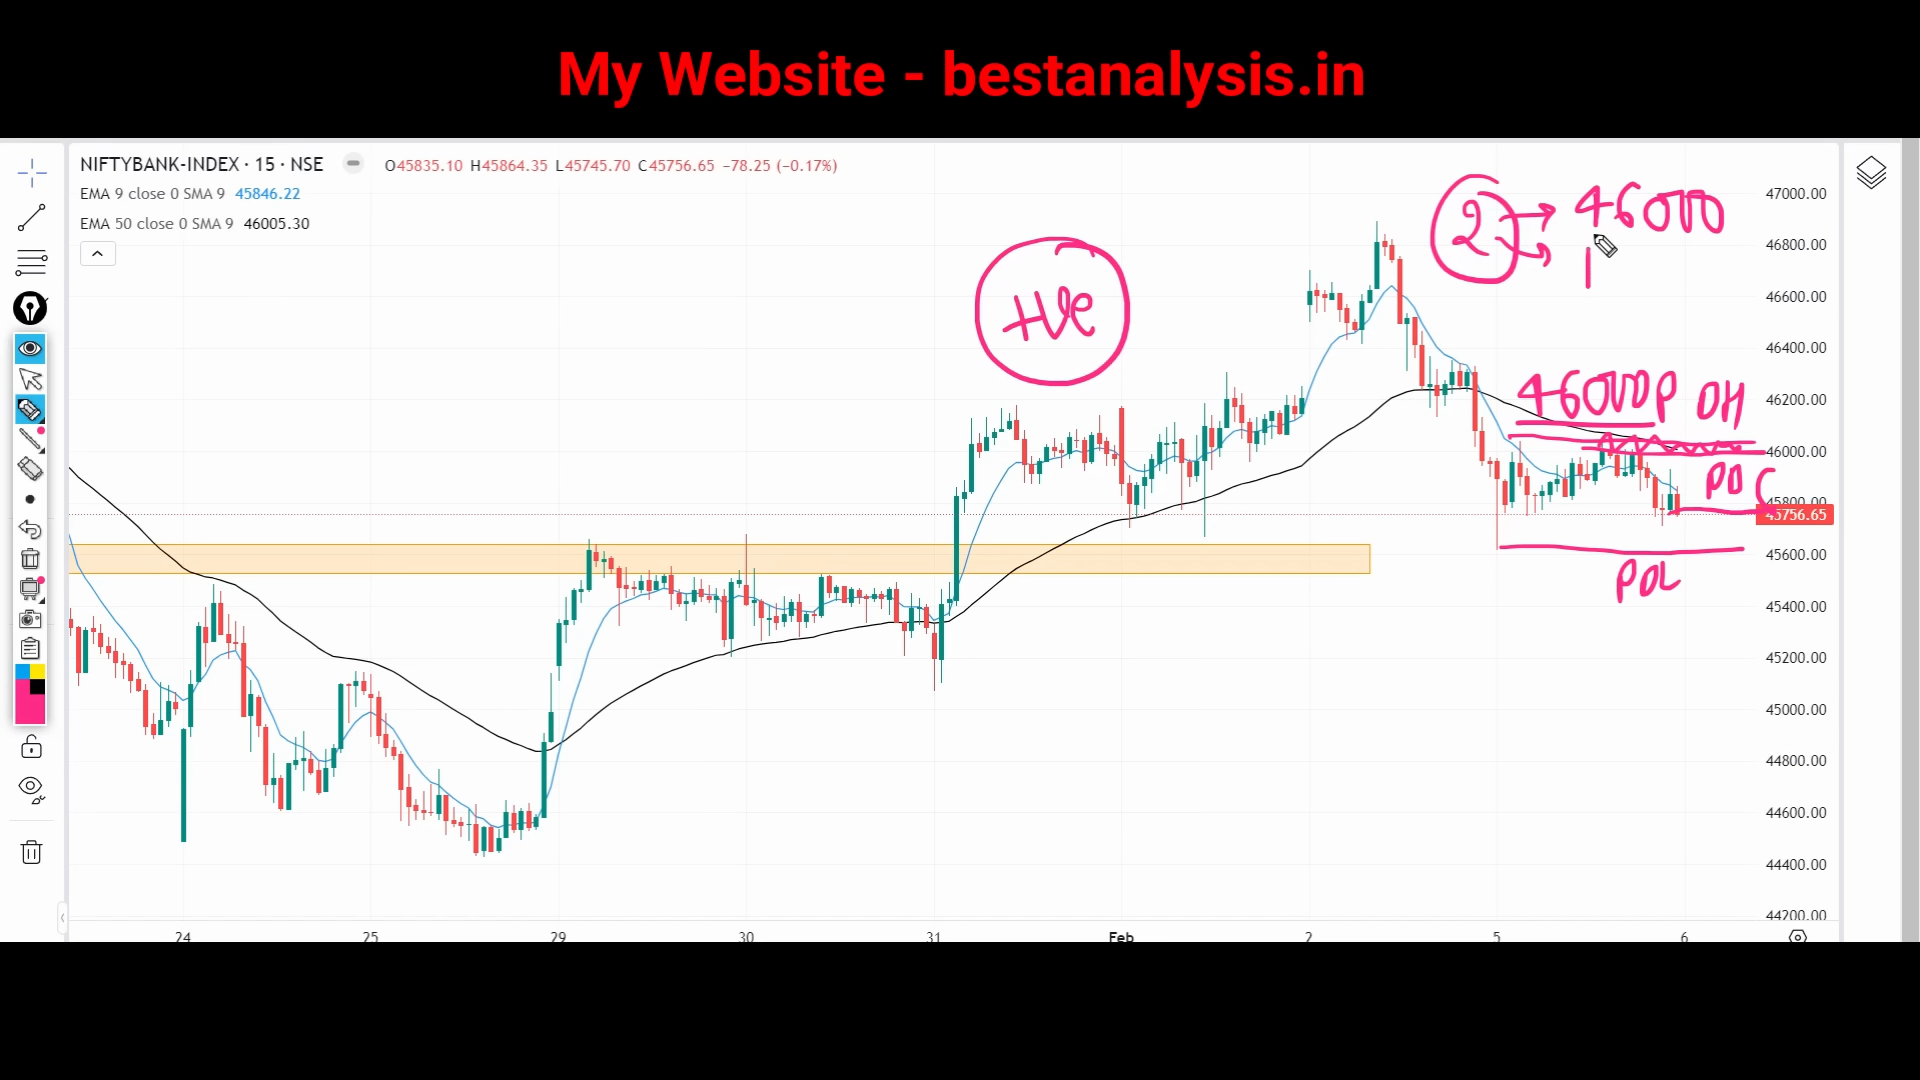 My Website - bestanalysis.in
NIFTYBANK-INDEX · 15 · NSE O45835.10 H45864.35 L45745.70 C45756.65 −78.25 (−0.17%)
EMA 9 close 0 SMA 9 45846.22
EMA 50 close 0 SMA 9 46005.30
2 → 46000
+ve
46000P
PDC
PDL
47000.00
46800.00
46600.00
46400.00
46200.00
46000.00
45800.00
45756.65
45600.00
45400.00
45200.00
45000.00
44800.00
44600.00
44400.00
44200.00
24 25 29 30 31 Feb 2 5 6